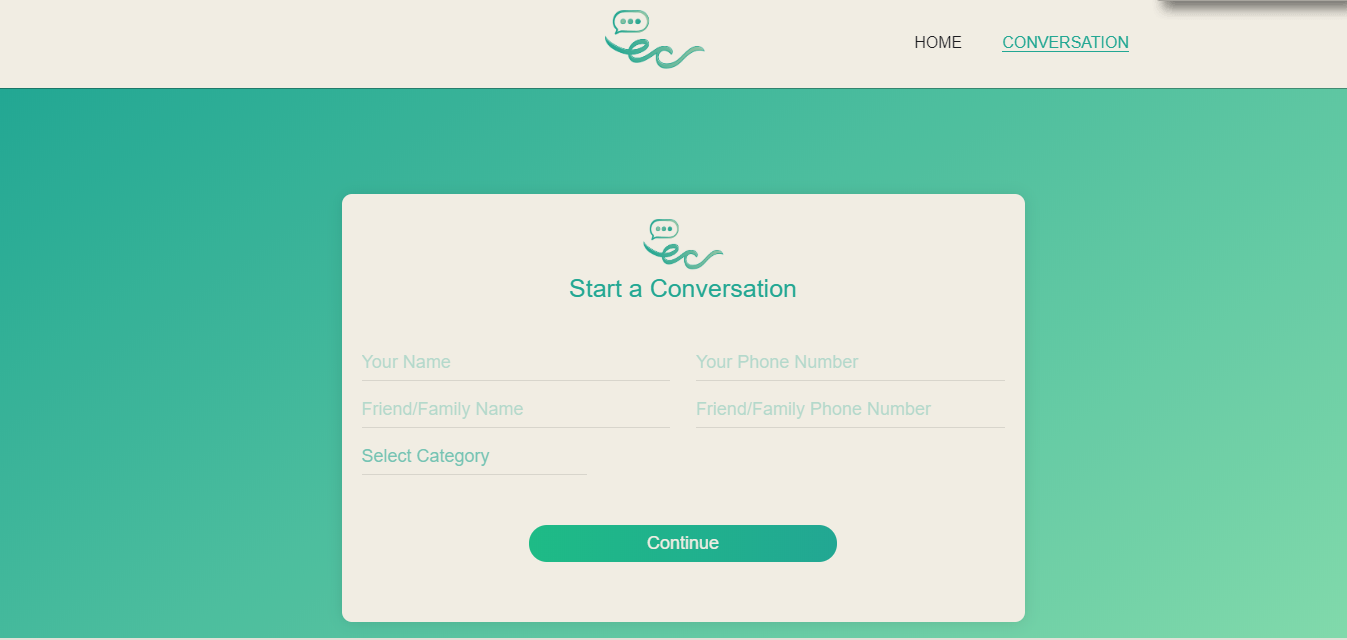 HOME CONVERSATION
ec
ec
Start a Conversation
Your Name Your Phone Number
Friend/Family Name Friend/Family Phone Number
Select Category
Continue